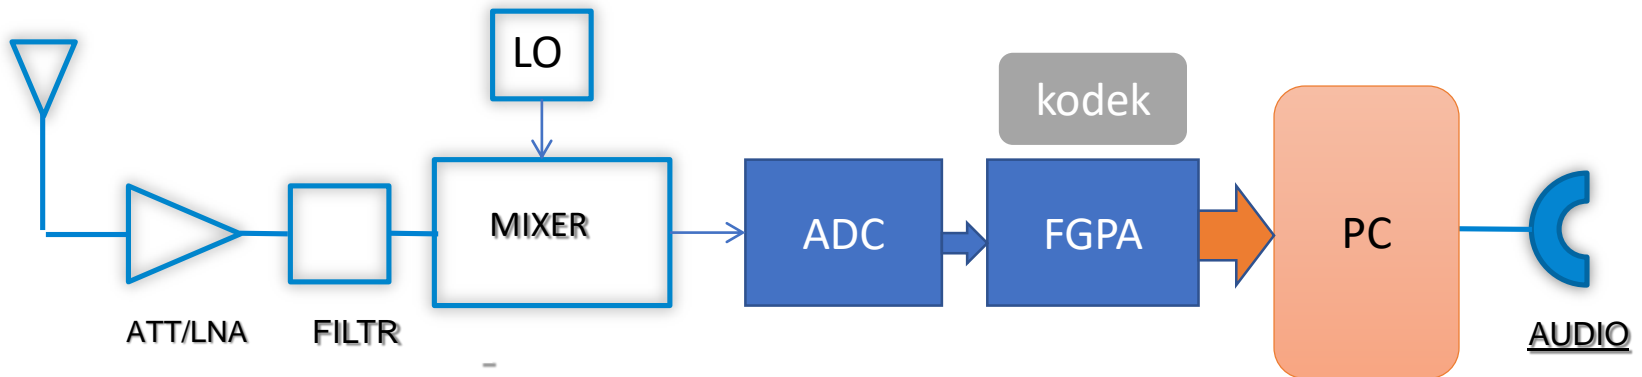 LO
kodek
MIXER
ADC
FGPA
PC
ATT/LNA
FILTR
AUDIO